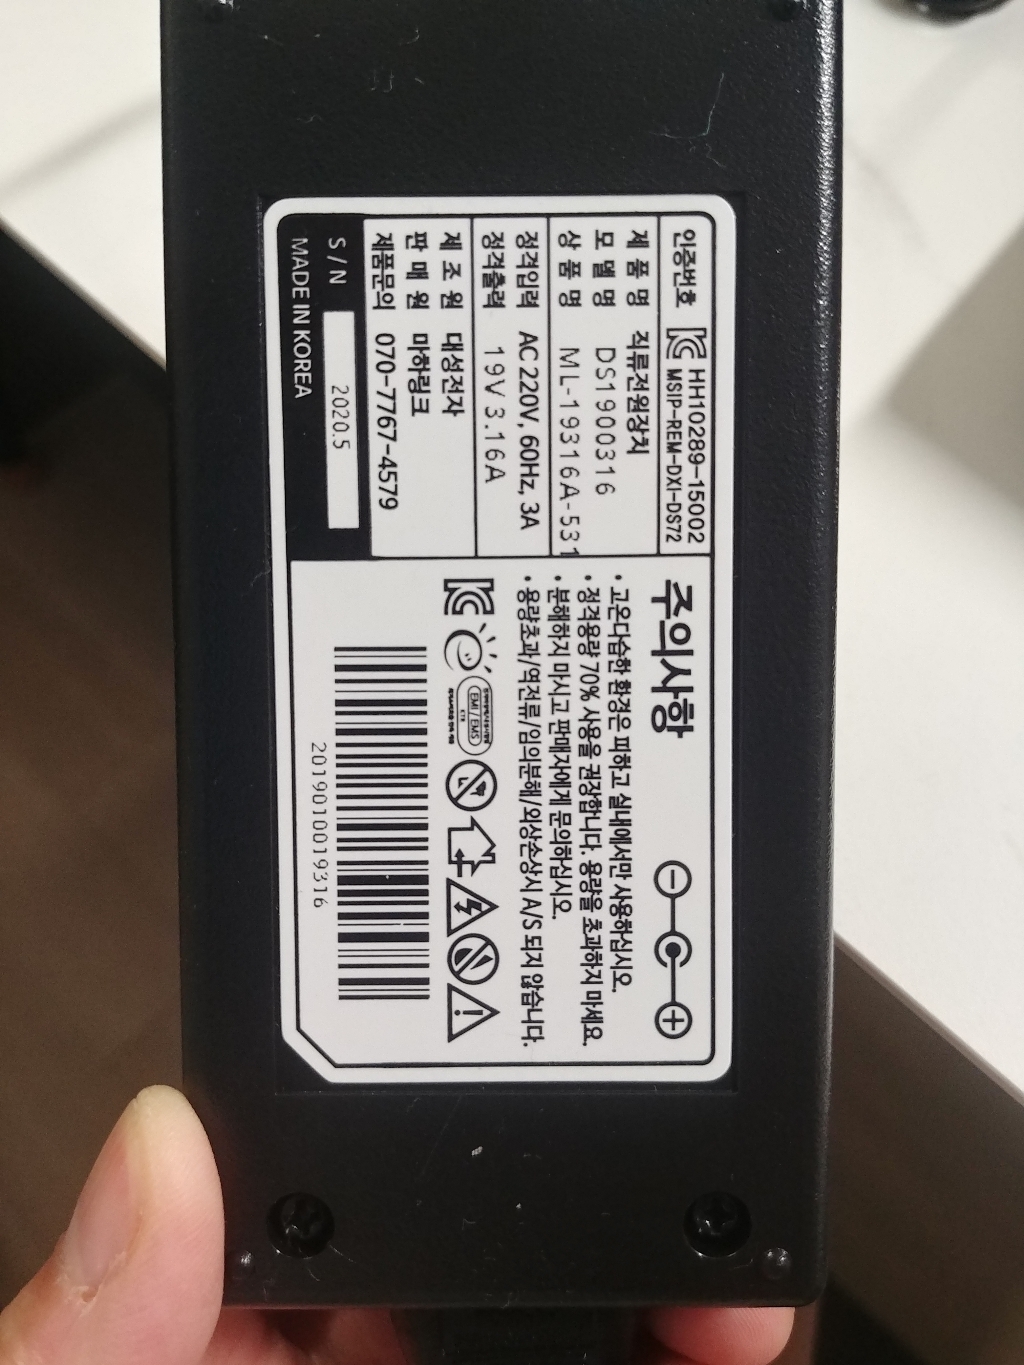 인증번호 HH10289-15002
MSIP-REM-DXI-DS72
제 품 명 직류전원장치
모 델 명 DS1900316
상 품 명 ML-19316A-531
정격입력 AC 220V, 60Hz, 3A
정격출력 19V 3.16A
제 조 원 대성전자
판 매 원 마하링크
제품문의 070-7767-4579
S / N 2020.5
MADE IN KOREA
주의사항
• 고온다습한 환경은 피하고 실내에서만 사용하십시오.
• 정격용량 70% 사용을 권장합니다. 용량을 초과하지 마세요.
• 분해하지 마시고 판매자에게 문의하십시오.
• 용량초과/역전류/임의분해/외상손상시 A/S 되지 않습니다.
EMI / EMS
2019010019316